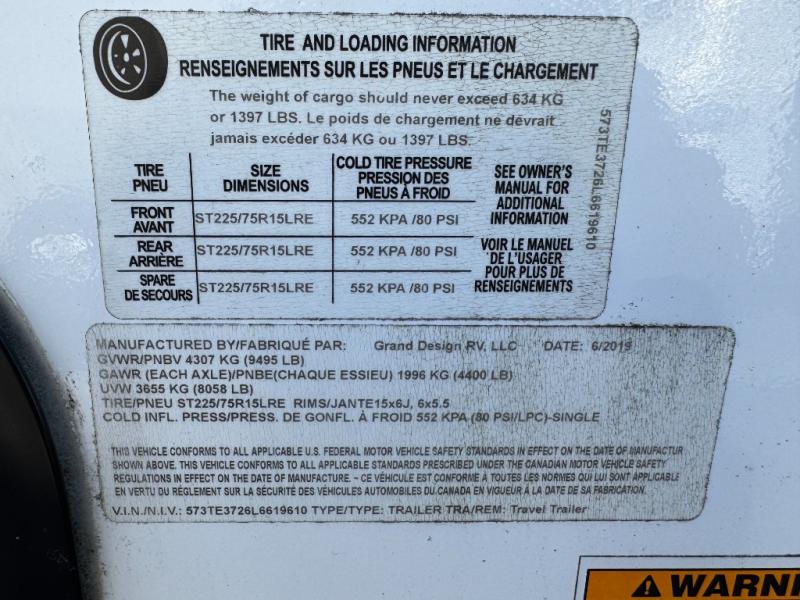 TIRE AND LOADING INFORMATION
RENSEIGNEMENTS SUR LES PNEUS ET LE CHARGEMENT
The weight of cargo should never exceed 634 KG
or 1397 LBS. Le poids de chargement ne devrait
jamais excéder 634 KG ou 1397 LBS.
TIRE
PNEU
SIZE
DIMENSIONS
COLD TIRE PRESSURE
PRESSION DES
PNEUS À FROID
SEE OWNER'S
MANUAL FOR
ADDITIONAL
INFORMATION
FRONT
AVANT
ST225/75R15LRE
552 KPA /80 PSI
REAR
ARRIÈRE
ST225/75R15LRE
552 KPA /80 PSI
VOIR LE MANUEL
DE L'USAGER
POUR PLUS DE
RENSEIGNEMENTS
SPARE
DE SECOURS
ST225/75R15LRE
552 KPA /80 PSI
573TE3726L6619610
MANUFACTURED BY/FABRIQUÉ PAR: Grand Design RV, LLC DATE: 6/2019
GVWR/PNBV 4307 KG (9495 LB)
GAWR (EACH AXLE)/PNBE(CHAQUE ESSIEU) 1996 KG (4400 LB)
UVW 3655 KG (8058 LB)
TIRE/PNEU ST225/75R15LRE RIMS/JANTE15x6J, 6x5.5
COLD INFL. PRESS/PRESS. DE GONFL. À FROID 552 KPA (80 PSI/LPC)-SINGLE
THIS VEHICLE CONFORMS TO ALL APPLICABLE U.S. FEDERAL MOTOR VEHICLE SAFETY STANDARDS IN EFFECT ON THE DATE OF MANUFACTUR
SHOWN ABOVE. THIS VEHICLE CONFORMS TO ALL APPLICABLE STANDARDS PRESCRIBED UNDER THE CANADIAN MOTOR VEHICLE SAFETY
REGULATIONS IN EFFECT ON THE DATE OF MANUFACTURE. – CE VÉHICULE EST CONFORME À TOUTES LES NORMES QUI LUI SONT APPLICABLES
EN VERTU DU RÉGLEMENT SUR LA SÉCURITÉ DES VÉHICULES AUTOMOBILES DU CANADA EN VIGUEUR À LA DATE DE SA FABRICATION.
V.I.N./N.I.V.: 573TE3726L6619610 TYPE/TYPE: TRAILER TRA/REM: Travel Trailer
WARNI